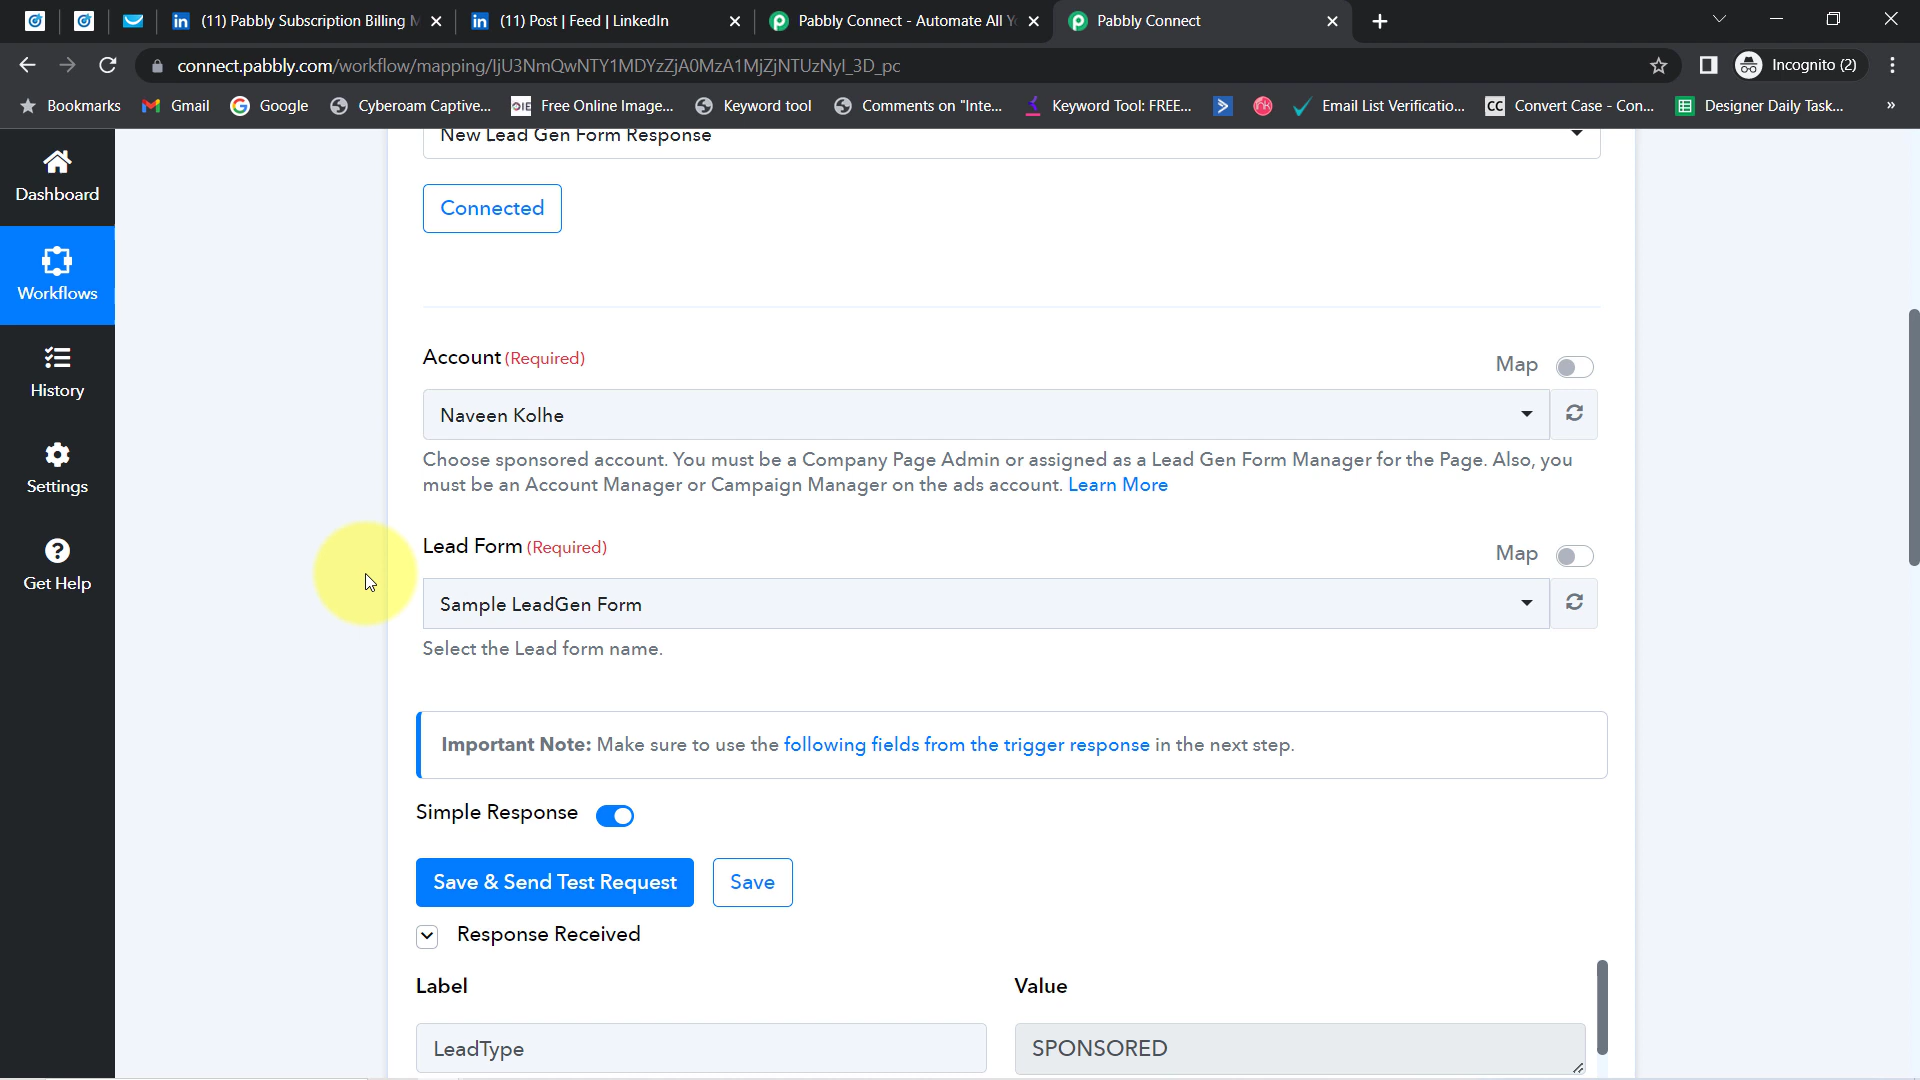 (11) Pabbly Subscription Billing M
(11) Post | Feed | LinkedIn
Pabbly Connect - Automate All Y
Pabbly Connect
connect.pabbly.com/workflow/mapping/IjU3NmQwNTY1MDYzZjA0MzA1MjZjNTUzNyI_3D_pc
Incognito (2)
Bookmarks
Gmail
Google
Cyberoam Captive...
Free Online Image...
Keyword tool
Comments on "Inte...
Keyword Tool: FREE...
Email List Verificatio...
CC Convert Case - Con...
Designer Daily Task...
»
New Lead Gen Form Response
Dashboard
Connected
Workflows
Account (Required)
Map
History
Naveen Kolhe
Choose sponsored account. You must be a Company Page Admin or assigned as a Lead Gen Form Manager for the Page. Also, you
must be an Account Manager or Campaign Manager on the ads account. Learn More
Settings
Lead Form (Required)
Map
Get Help
Sample LeadGen Form
Select the Lead form name.
Important Note: Make sure to use the following fields from the trigger response in the next step.
Simple Response
Save & Send Test Request
Save
Response Received
Label
Value
LeadType
SPONSORED